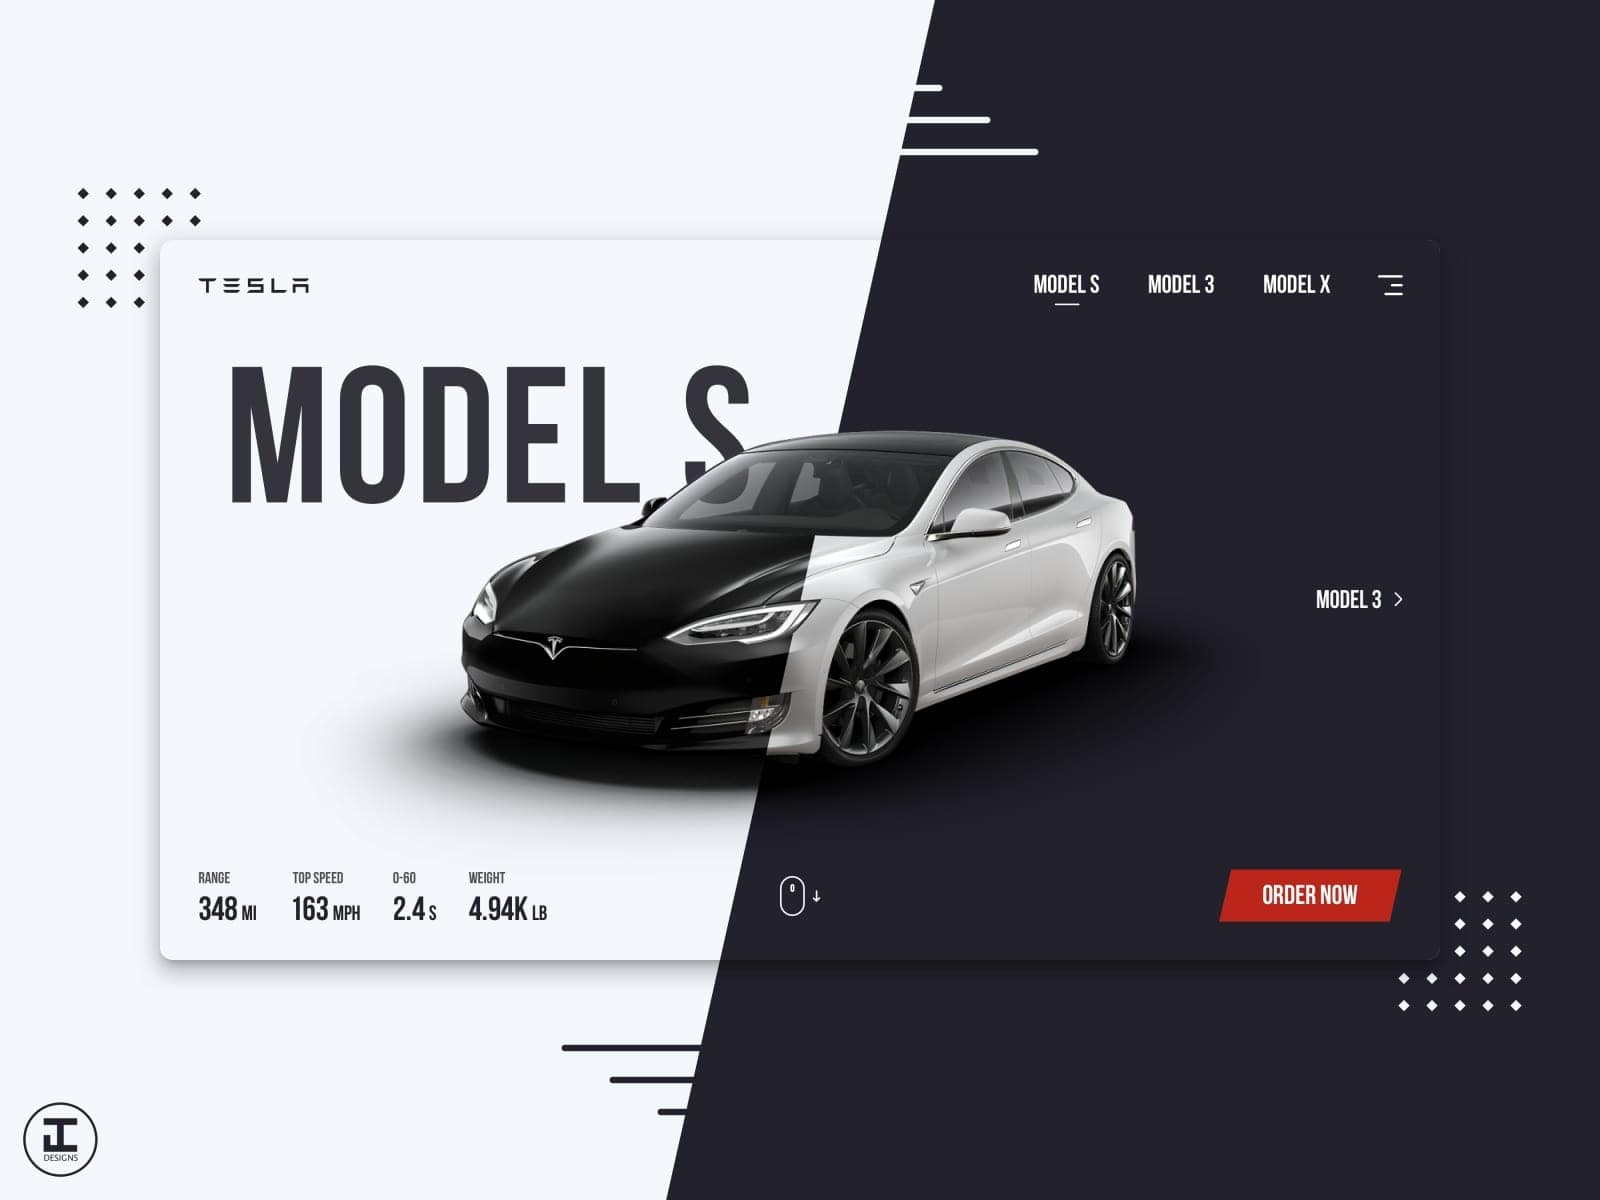 TESLA
MODEL S
MODEL 3
MODEL X
MODEL S
MODEL 3
RANGE
348 MI
TOP SPEED
163 MPH
0-60
2.4 S
WEIGHT
4.94K LB
ORDER NOW
DESIGNS